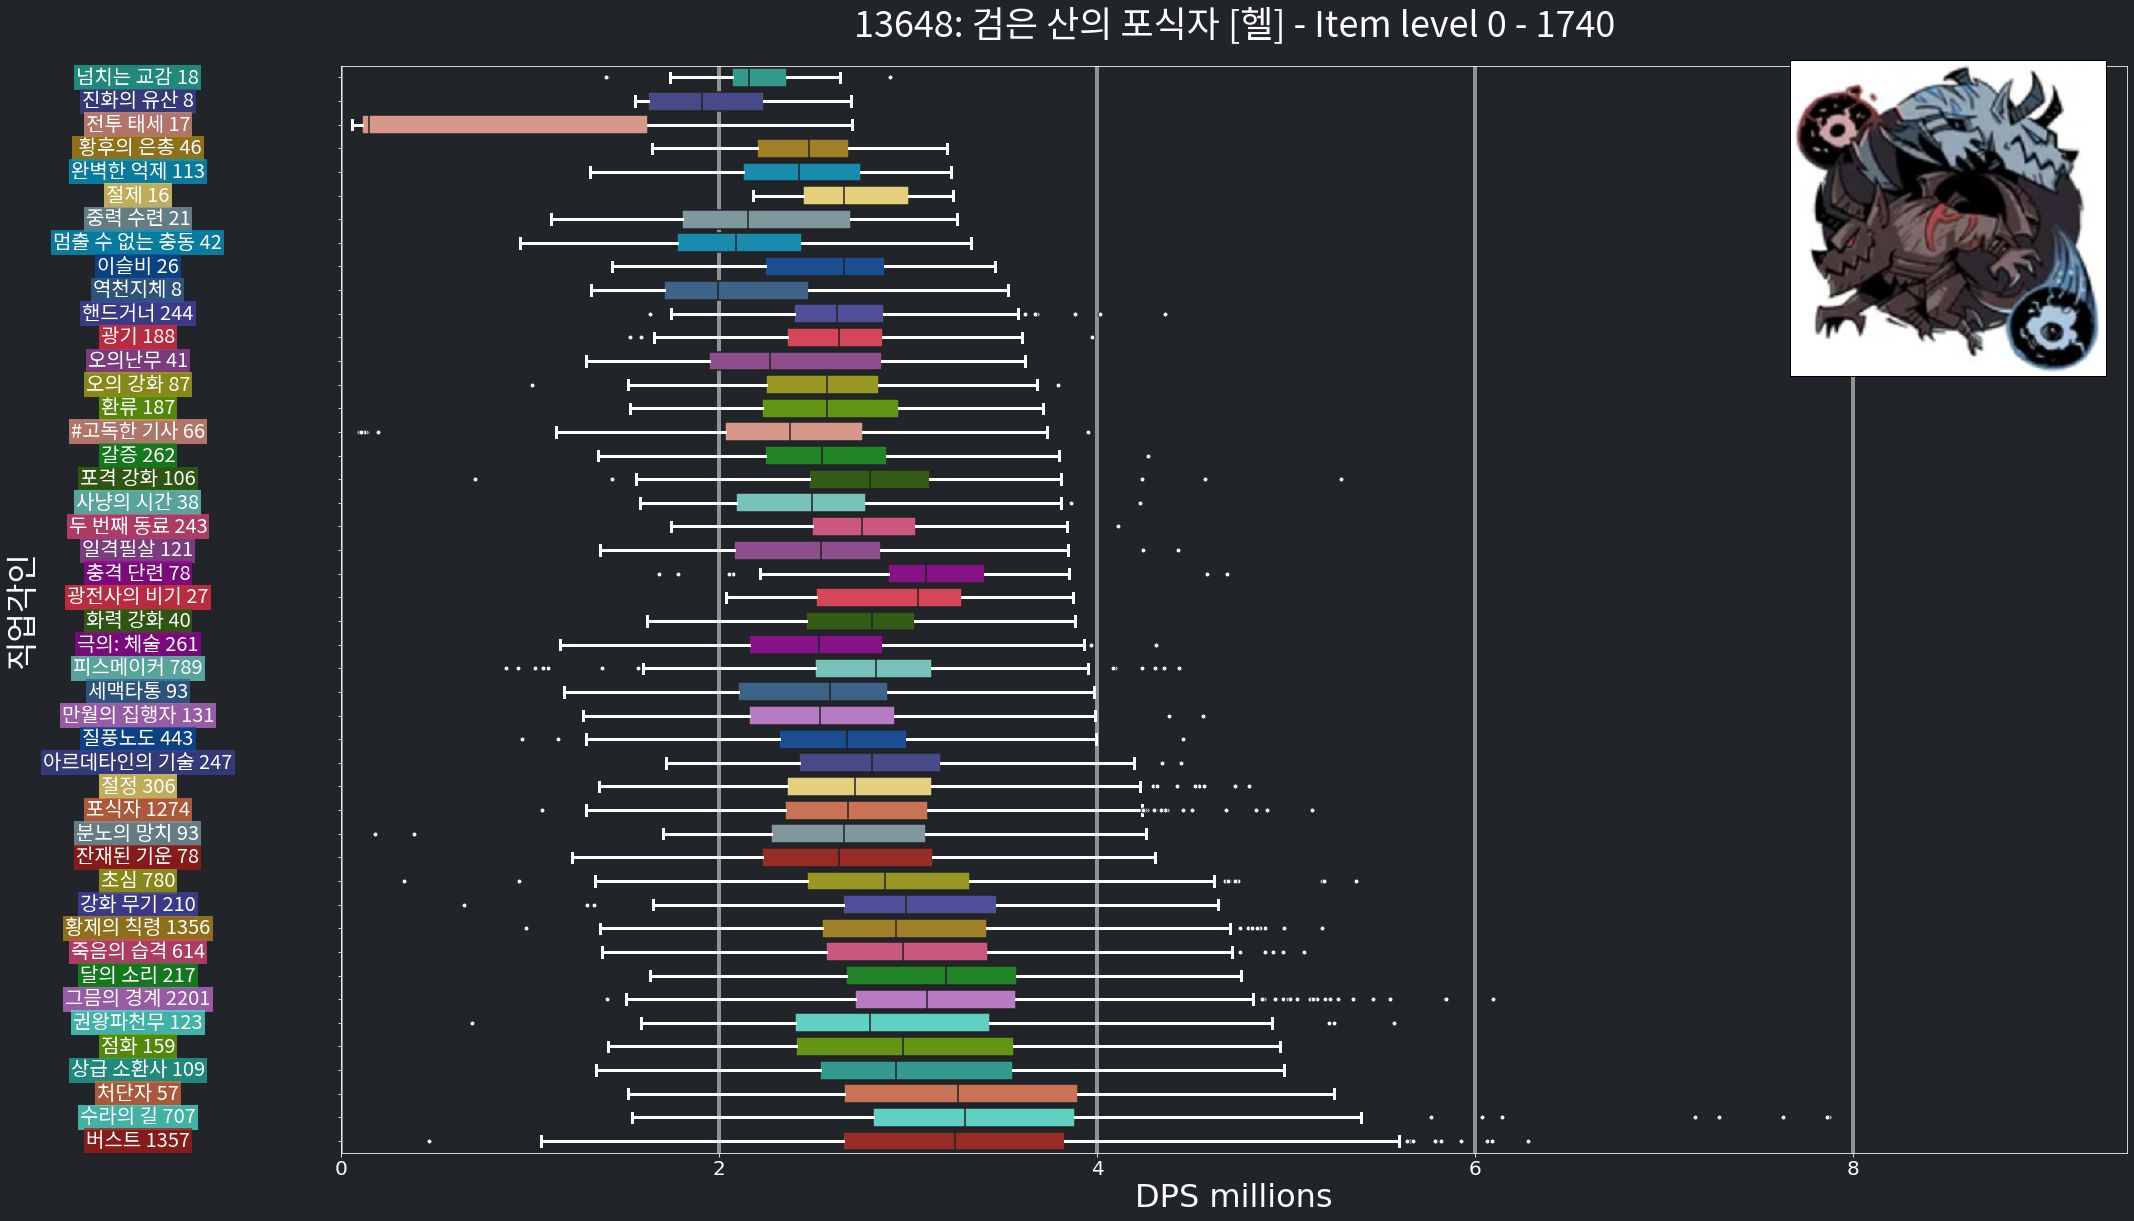 13648: 검은 산의 포식자 [헬] - Item level 0 - 1740
직업각인
넘치는 교감 18
진화의 유산 8
전투 태세 17
황후의 은총 46
완벽한 억제 113
절제 16
중력 수련 21
멈출 수 없는 충동 42
이슬비 26
역천지체 8
핸드거너 244
광기 188
오의난무 41
오의 강화 87
환류 187
#고독한 기사 66
갈증 262
포격 강화 106
사냥의 시간 38
두 번째 동료 243
일격필살 121
충격 단련 78
광전사의 비기 27
화력 강화 40
극의: 체술 261
피스메이커 789
세맥타통 93
만월의 집행자 131
질풍노도 443
아르데타인의 기술 247
절정 306
포식자 1274
분노의 망치 93
잔재된 기운 78
초심 780
강화 무기 210
황제의 칙령 1356
죽음의 습격 614
달의 소리 217
그믐의 경계 2201
권왕파천무 123
점화 159
상급 소환사 109
처단자 57
수라의 길 707
버스트 1357
0 2 4 6 8
DPS millions